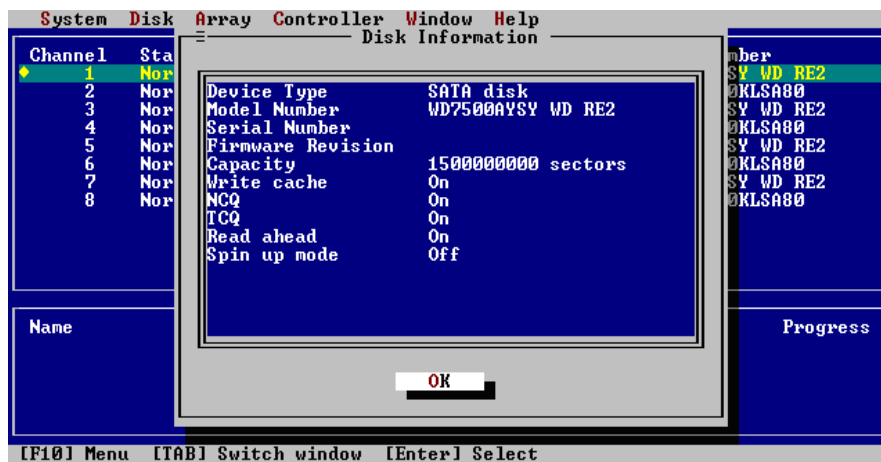 System Disk Array Controller Window Help
Disk Information
Channel Sta mber
1 Nor SY WD RE2
2 Nor 0KLSA80
3 Nor SY WD RE2
4 Nor 0KLSA80
5 Nor SY WD RE2
6 Nor 0KLSA80
7 Nor SY WD RE2
8 Nor 0KLSA80
Device Type SATA disk
Model Number WD7500AYSY WD RE2
Serial Number
Firmware Revision
Capacity 1500000000 sectors
Write cache On
NCQ On
TCQ On
Read ahead On
Spin up mode Off
Name Progress
OK
[F10] Menu [TAB] Switch window [Enter] Select